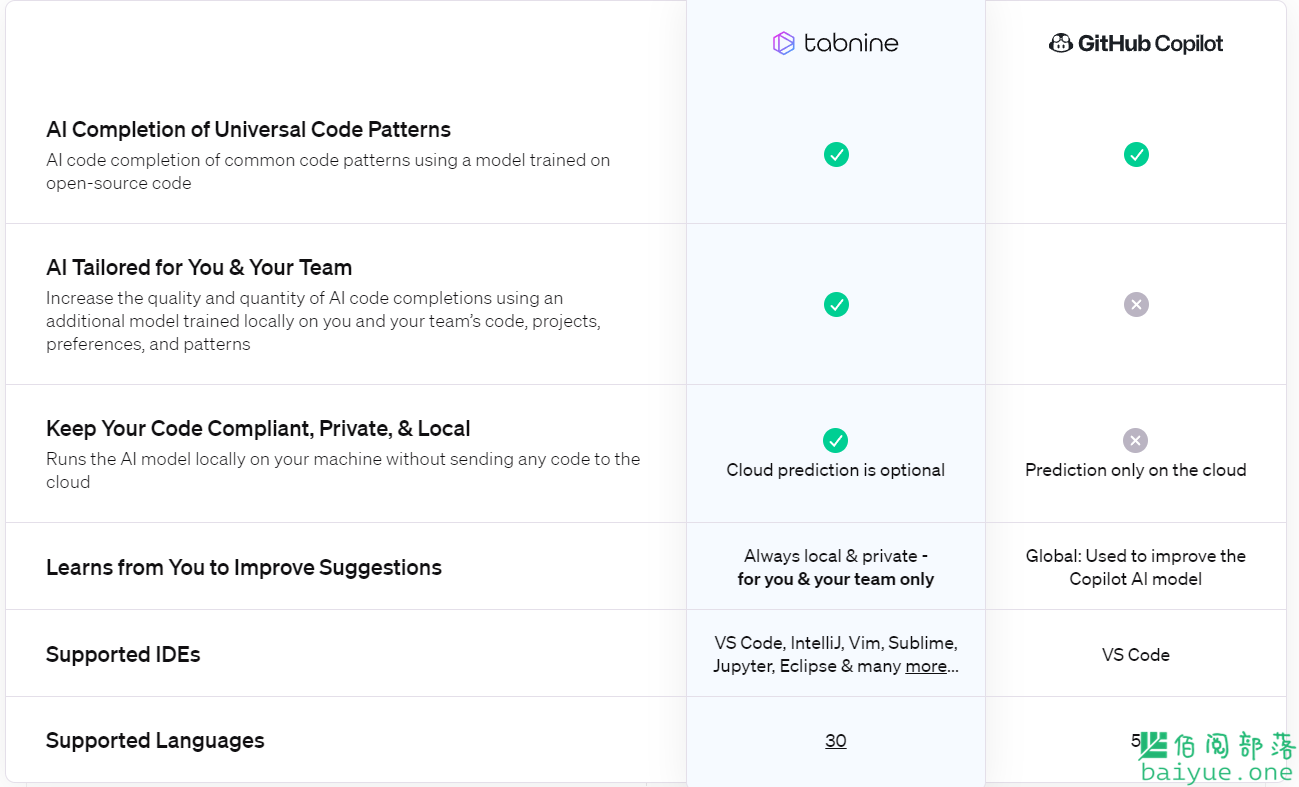 tabnine
GitHub Copilot
AI Completion of Universal Code Patterns
AI code completion of common code patterns using a model trained on
open-source code
AI Tailored for You & Your Team
Increase the quality and quantity of AI code completions using an
additional model trained locally on you and your team’s code, projects,
preferences, and patterns
Keep Your Code Compliant, Private, & Local
Runs the AI model locally on your machine without sending any code to the
cloud
Cloud prediction is optional
Prediction only on the cloud
Learns from You to Improve Suggestions
Always local & private -
for you & your team only
Global: Used to improve the
Copilot AI model
Supported IDEs
VS Code, IntelliJ, Vim, Sublime,
Jupyter, Eclipse & many more...
VS Code
Supported Languages
30
5
佰阅部落
baiyue.one